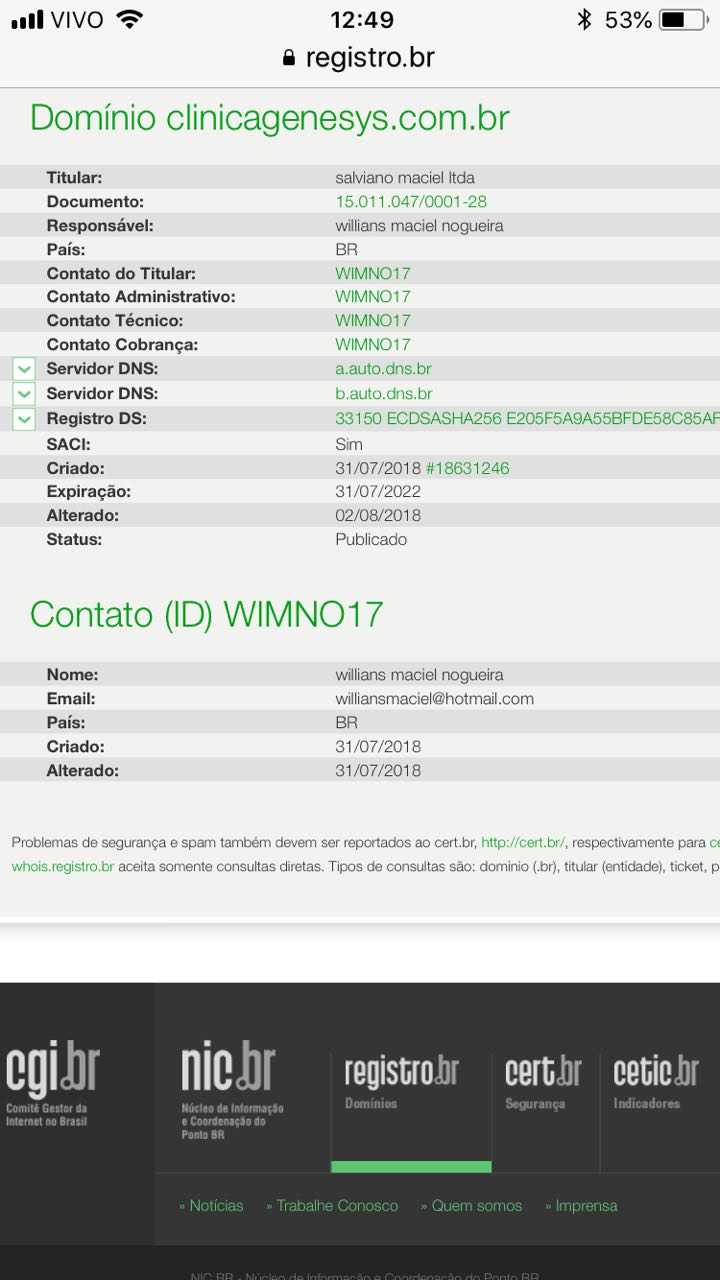 VIVO 12:49 53%
registro.br
Domínio clinicagenesys.com.br
Titular: salviano maciel ltda
Documento: 15.011.047/0001-28
Responsável: willians maciel nogueira
País: BR
Contato do Titular: WIMNO17
Contato Administrativo: WIMNO17
Contato Técnico: WIMNO17
Contato Cobrança: WIMNO17
Servidor DNS: a.auto.dns.br
Servidor DNS: b.auto.dns.br
Registro DS: 33150 ECDSASHA256 E205F5A9A55BFDE58C85AF
SACI: Sim
Criado: 31/07/2018 #18631246
Expiração: 31/07/2022
Alterado: 02/08/2018
Status: Publicado
Contato (ID) WIMNO17
Nome: willians maciel nogueira
Email: williansmaciel@hotmail.com
País: BR
Criado: 31/07/2018
Alterado: 31/07/2018
Problemas de segurança e spam também devem ser reportados ao cert.br, http://cert.br/, respectivamente para ce
whois.registro.br aceita somente consultas diretas. Tipos de consultas são: dominio (.br), titular (entidade), ticket, p
cgi.br nic.br registro.br cert.br cetic.br
Comitê Gestor da Internet no Brasil
Núcleo de Informação e Coordenação do Ponto BR
Domínios Segurança Indicadores
» Notícias » Trabalhe Conosco » Quem somos » Imprensa
NIC.BR - Núcleo de Informação e Coordenação do Ponto BR